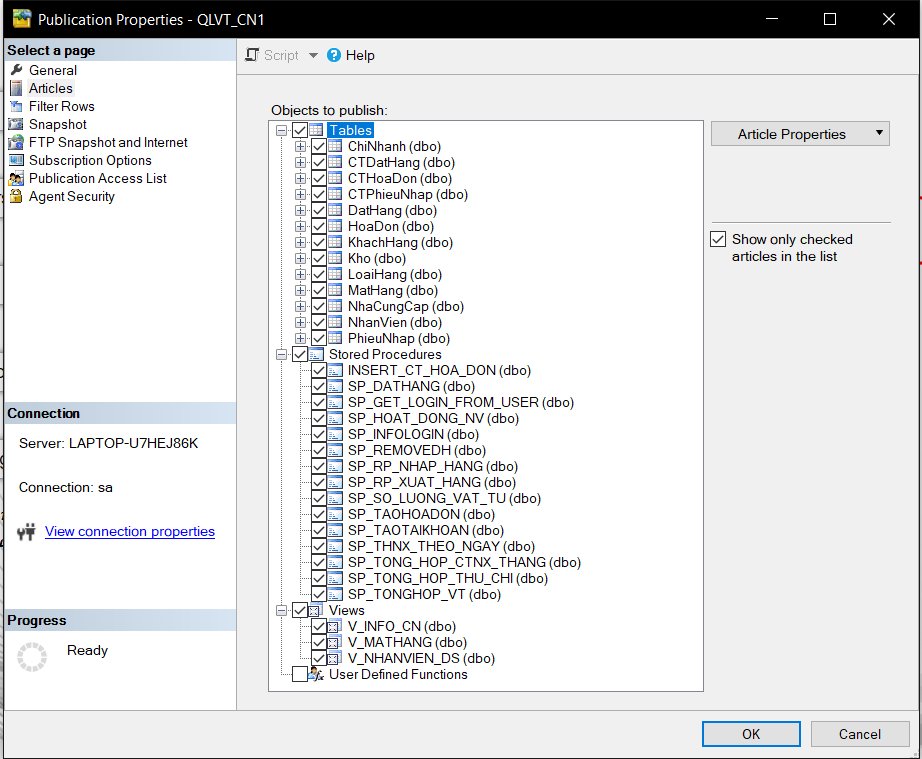 Publication Properties - QLVT_CN1
Select a page
General
Articles
Filter Rows
Snapshot
FTP Snapshot and Internet
Subscription Options
Publication Access List
Agent Security
Connection
Server: LAPTOP-U7HEJ86K
Connection: sa
View connection properties
Progress
Ready
Script
Help
Objects to publish:
Tables
ChiNhanh (dbo)
CTDatHang (dbo)
CTHoaDon (dbo)
CTPhieuNhap (dbo)
DatHang (dbo)
HoaDon (dbo)
KhachHang (dbo)
Kho (dbo)
LoaiHang (dbo)
MatHang (dbo)
NhaCungCap (dbo)
NhanVien (dbo)
PhieuNhap (dbo)
Stored Procedures
INSERT_CT_HOA_DON (dbo)
SP_DATHANG (dbo)
SP_GET_LOGIN_FROM_USER (dbo)
SP_HOAT_DONG_NV (dbo)
SP_INFOLOGIN (dbo)
SP_REMOVEDH (dbo)
SP_RP_NHAP_HANG (dbo)
SP_RP_XUAT_HANG (dbo)
SP_SO_LUONG_VAT_TU (dbo)
SP_TAOHOADON (dbo)
SP_TAOTAIKHOAN (dbo)
SP_THNX_THEO_NGAY (dbo)
SP_TONG_HOP_CTNX_THANG (dbo)
SP_TONG_HOP_THU_CHI (dbo)
SP_TONGHOP_VT (dbo)
Views
V_INFO_CN (dbo)
V_MATHANG (dbo)
V_NHANVIEN_DS (dbo)
User Defined Functions
Article Properties
Show only checked
articles in the list
OK
Cancel